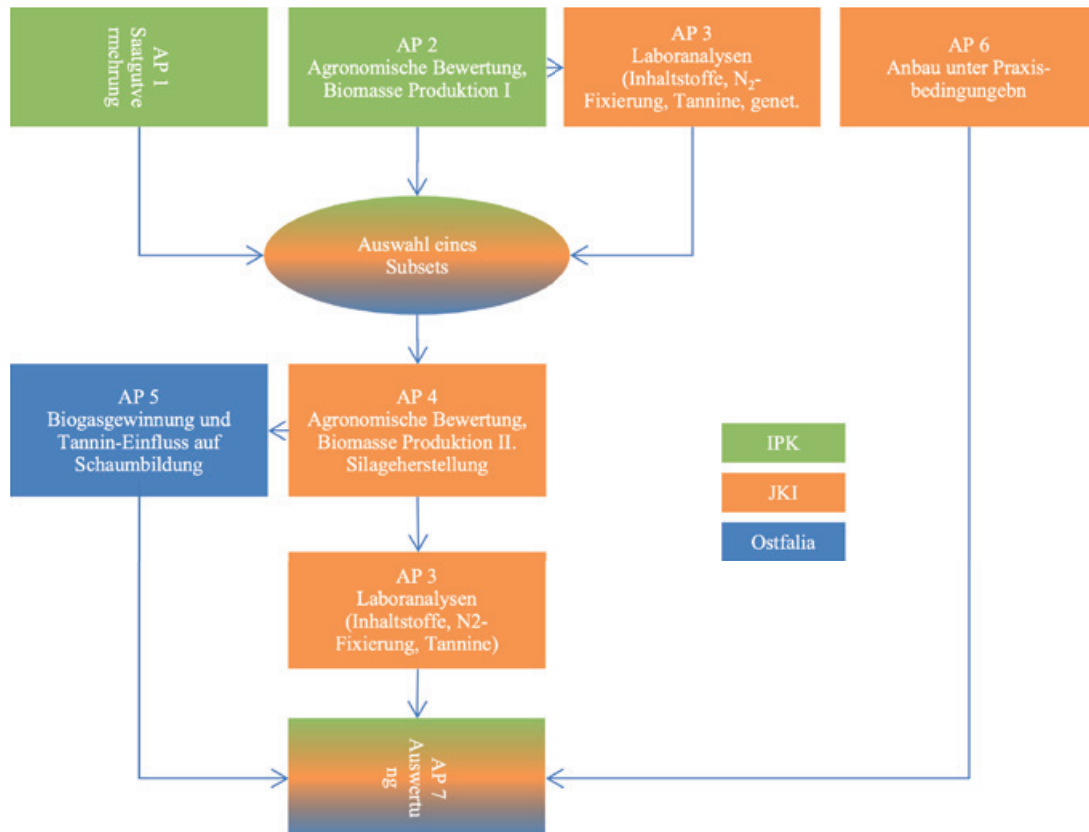 AP 1
Saatgutve
rmehrung
AP 2
Agronomische Bewertung,
Biomasse Produktion I
AP 3
Laboranalysen
(Inhaltstoffe, N₂-
Fixierung, Tannine, genet.
AP 6
Anbau unter Praxis-
bedingungebn
Auswahl eines
Subsets
AP 5
Biogasgewinnung und
Tannin-Einfluss auf
Schaumbildung
AP 4
Agronomische Bewertung,
Biomasse Produktion II.
Silageherstellung
IPK
JKI
Ostfalia
AP 3
Laboranalysen
(Inhaltstoffe, N2-
Fixierung, Tannine)
AP 7
Auswertu
ng